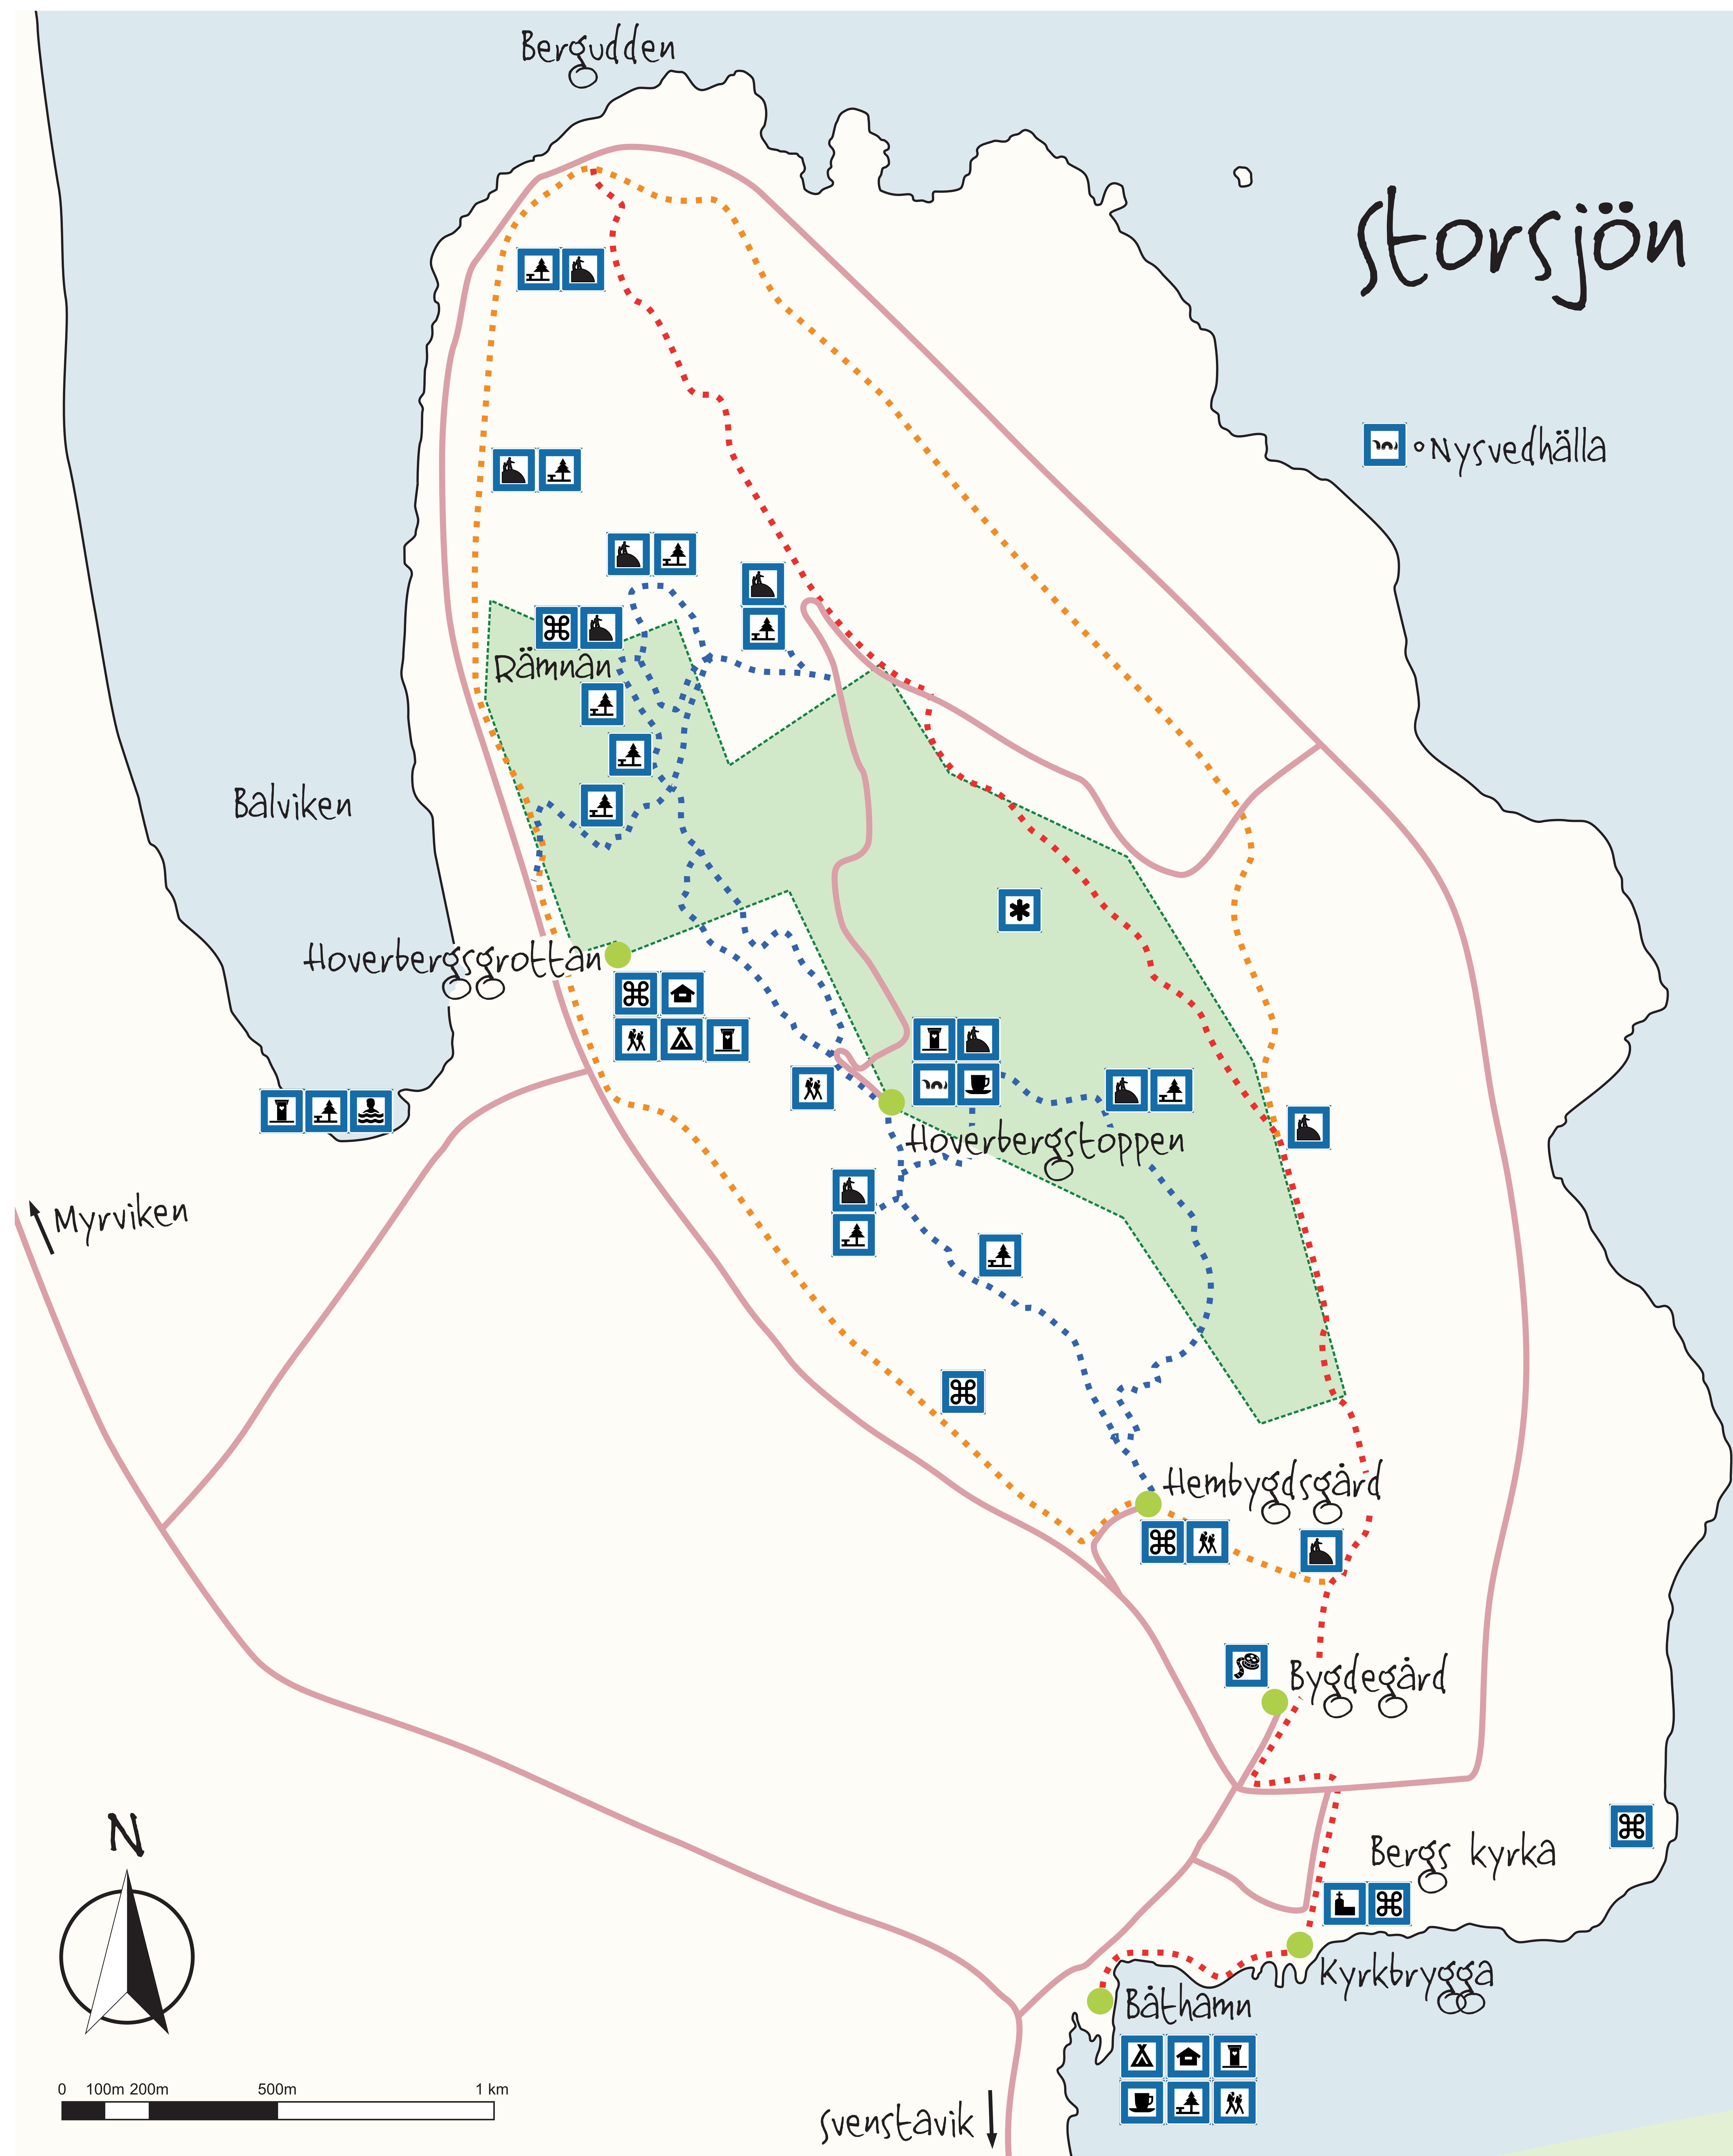 Bergudden
Storsjön
Nysvedhälla
Rämnan
Balviken
Hoverbergsgrottan
Hoverbergstoppen
Myrviken
Hembygdsgård
Bygdegård
N
Bergs kyrka
Kyrkbrygga
Båthamn
0 100m 200m 500m 1 km
Svenstavik